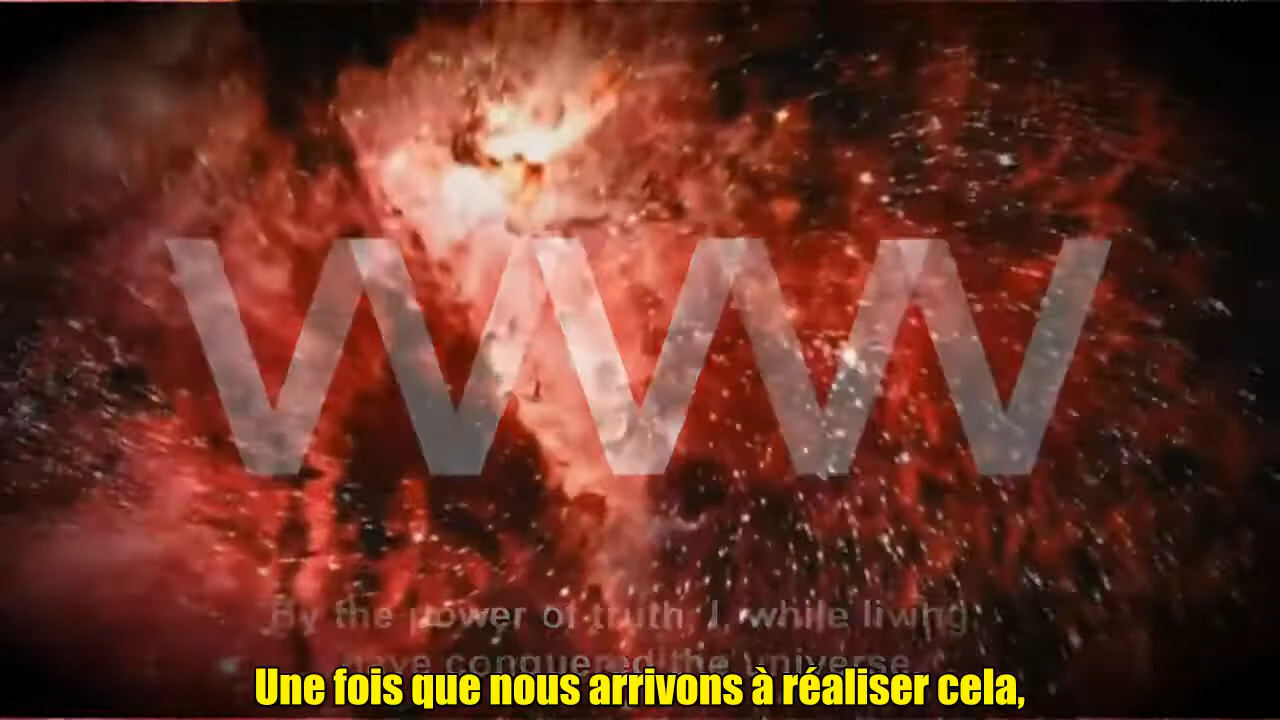 WWW
By the power of truth, I, while living,
have conquered the universe.
Une fois que nous arrivons à réaliser cela,